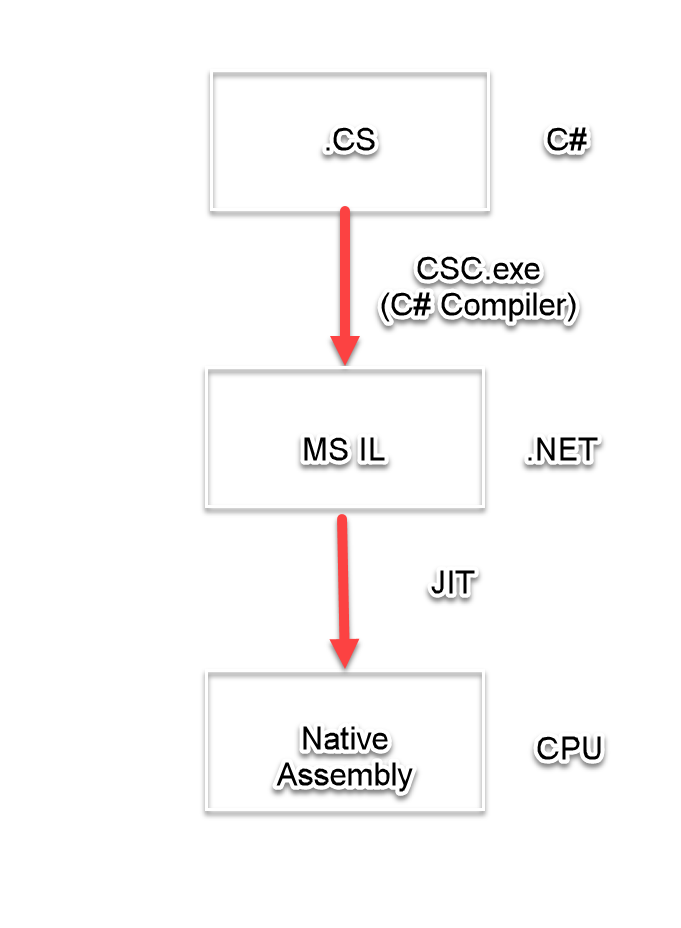 .CS
C#
CSC.exe
(C# Compiler)
MS IL
.NET
JIT
Native
Assembly
CPU